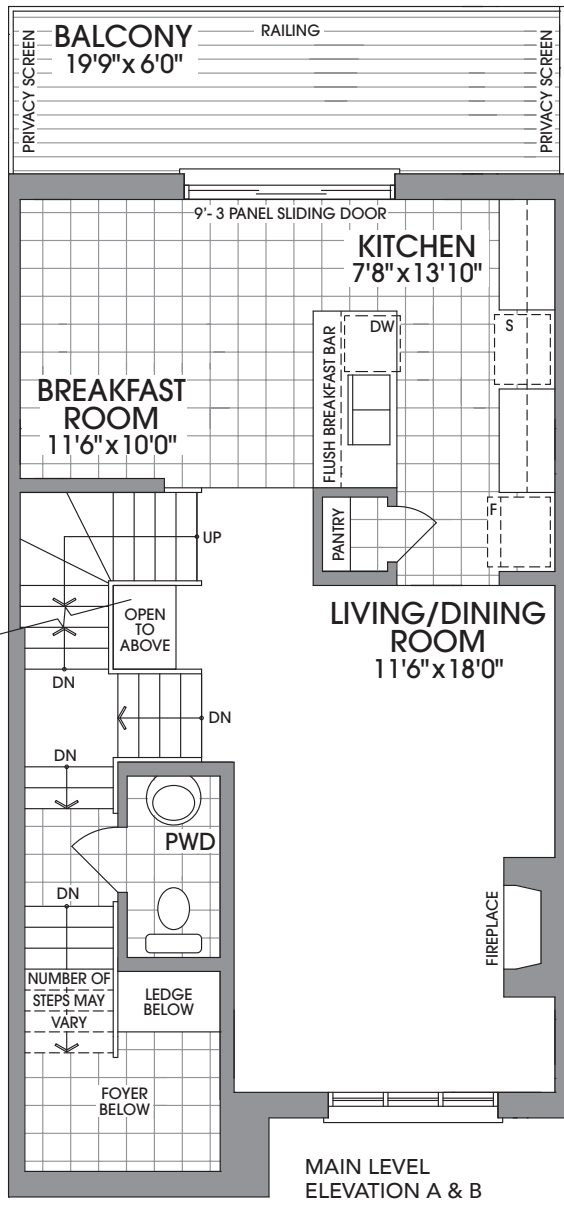 BALCONY
19'9"x 6'0"
RAILING
PRIVACY SCREEN
PRIVACY SCREEN
9'- 3 PANEL SLIDING DOOR
KITCHEN
7'8"x13'10"
DW
S
FLUSH BREAKFAST BAR
BREAKFAST
ROOM
11'6"x10'0"
F
PANTRY
UP
OPEN
TO
ABOVE
LIVING/DINING
ROOM
11'6"x18'0"
DN
DN
DN
PWD
DN
FIREPLACE
NUMBER OF
STEPS MAY
VARY
LEDGE
BELOW
FOYER
BELOW
MAIN LEVEL
ELEVATION A & B